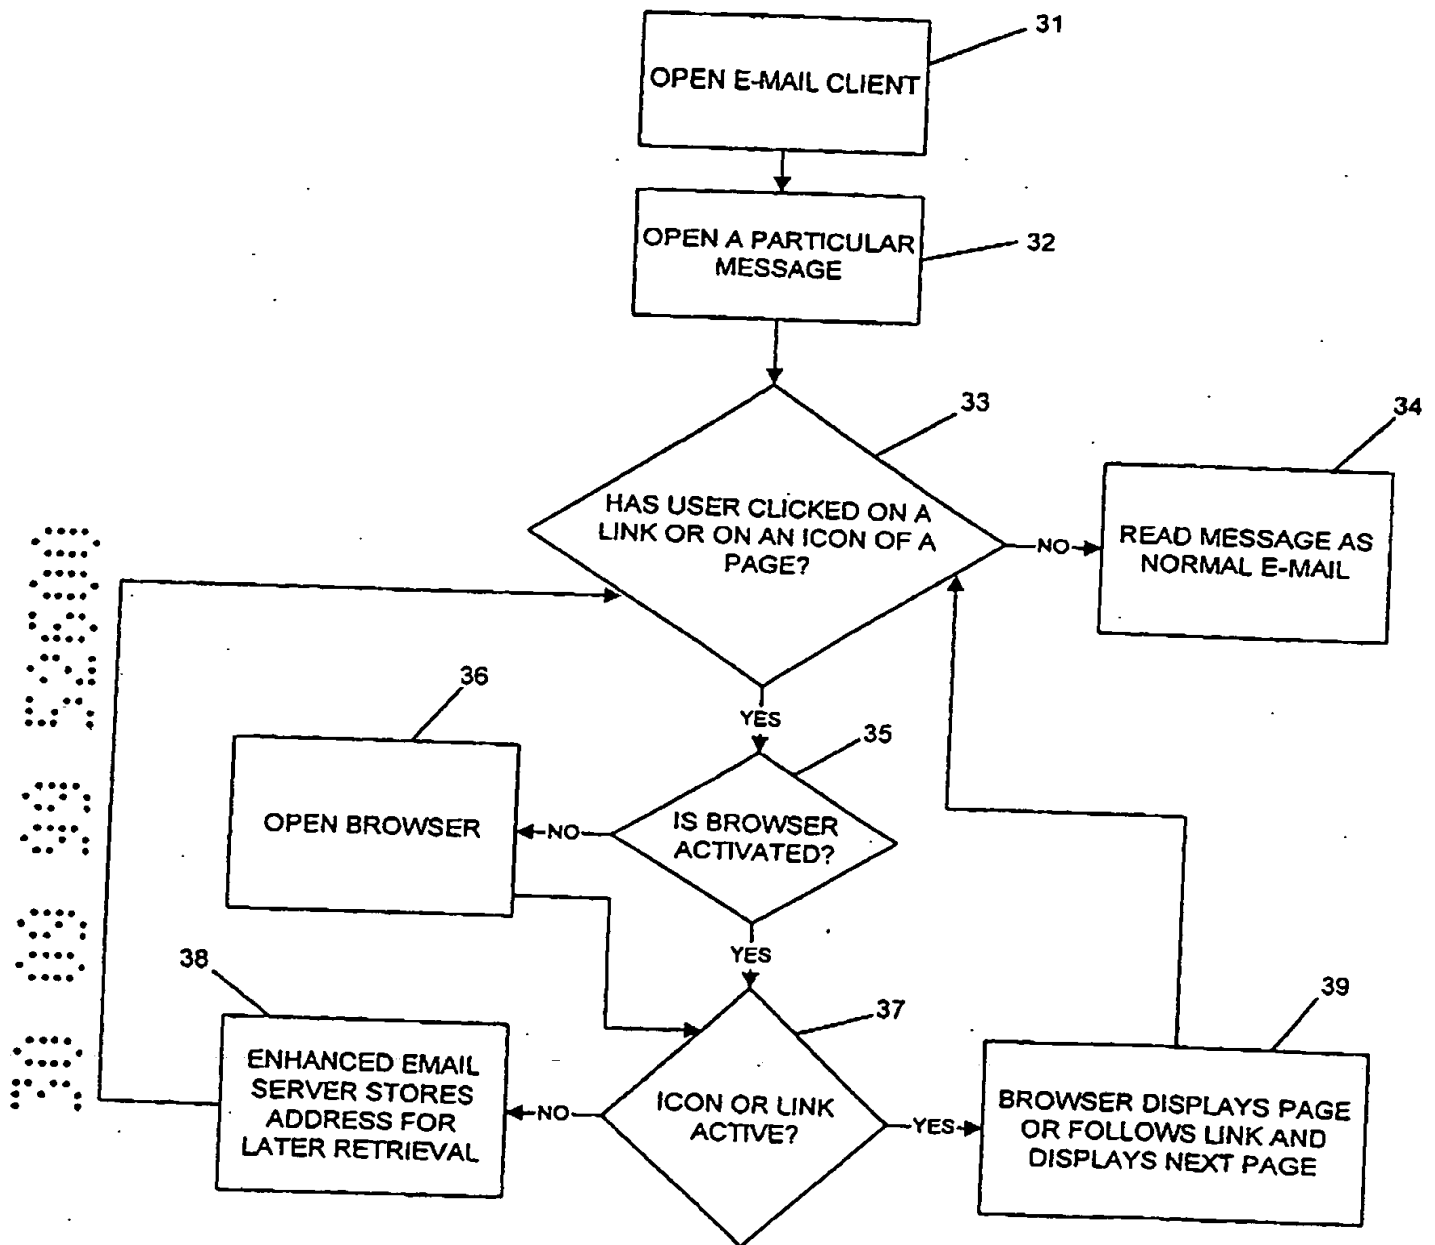 31
OPEN E-MAIL CLIENT
32
OPEN A PARTICULAR
MESSAGE
33
34
HAS USER CLICKED ON A
LINK OR ON AN ICON OF A
PAGE?
NO
READ MESSAGE AS
NORMAL E-MAIL
YES
36
35
OPEN BROWSER
NO
IS BROWSER
ACTIVATED?
YES
38
37
39
ENHANCED EMAIL
SERVER STORES
ADDRESS FOR
LATER RETRIEVAL
NO
ICON OR LINK
ACTIVE?
YES
BROWSER DISPLAYS PAGE
OR FOLLOWS LINK AND
DISPLAYS NEXT PAGE